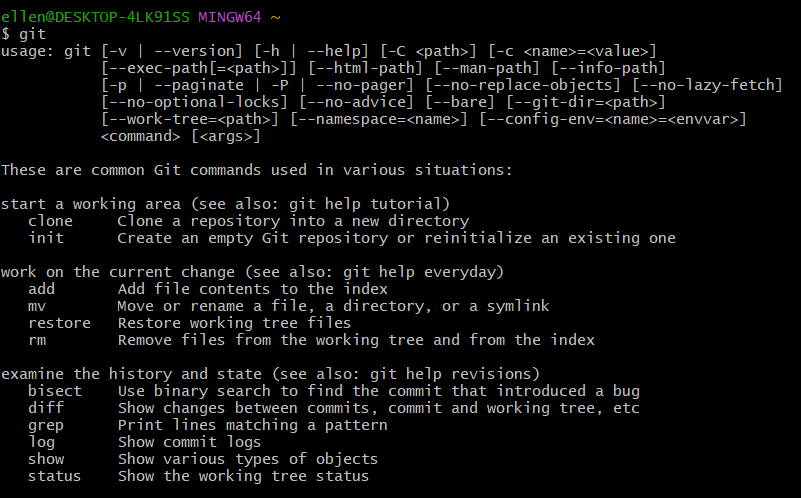 ellen@DESKTOP-4LK91SS MINGW64 ~
$ git
usage: git [-v | --version] [-h | --help] [-C <path>] [-c <name>=<value>]
           [--exec-path[=<path>]] [--html-path] [--man-path] [--info-path]
           [-p | --paginate | -P | --no-pager] [--no-replace-objects] [--no-lazy-fetch]
           [--no-optional-locks] [--no-advice] [--bare] [--git-dir=<path>]
           [--work-tree=<path>] [--namespace=<name>] [--config-env=<name>=<envvar>]
           <command> [<args>]

These are common Git commands used in various situations:

start a working area (see also: git help tutorial)
   clone     Clone a repository into a new directory
   init      Create an empty Git repository or reinitialize an existing one

work on the current change (see also: git help everyday)
   add       Add file contents to the index
   mv        Move or rename a file, a directory, or a symlink
   restore   Restore working tree files
   rm        Remove files from the working tree and from the index

examine the history and state (see also: git help revisions)
   bisect    Use binary search to find the commit that introduced a bug
   diff      Show changes between commits, commit and working tree, etc
   grep      Print lines matching a pattern
   log       Show commit logs
   show      Show various types of objects
   status    Show the working tree status